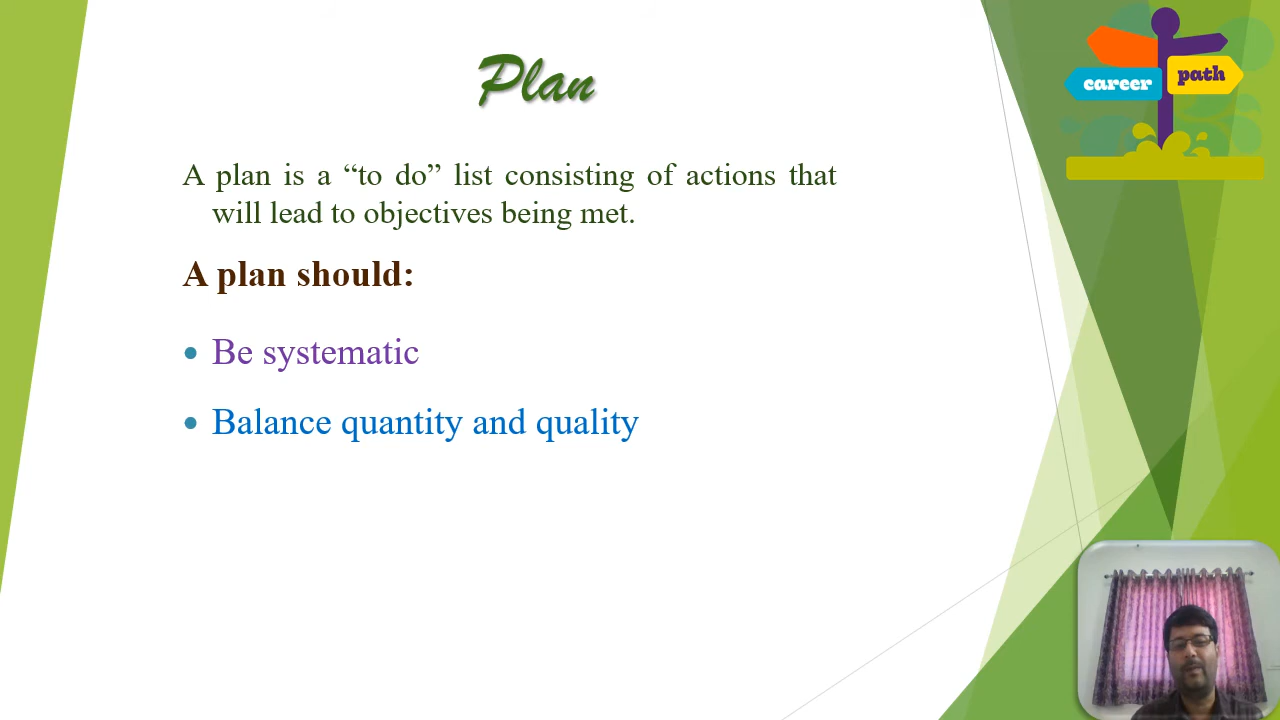 Plan
career path
A plan is a “to do” list consisting of actions that
will lead to objectives being met.
A plan should:
• Be systematic
• Balance quantity and quality